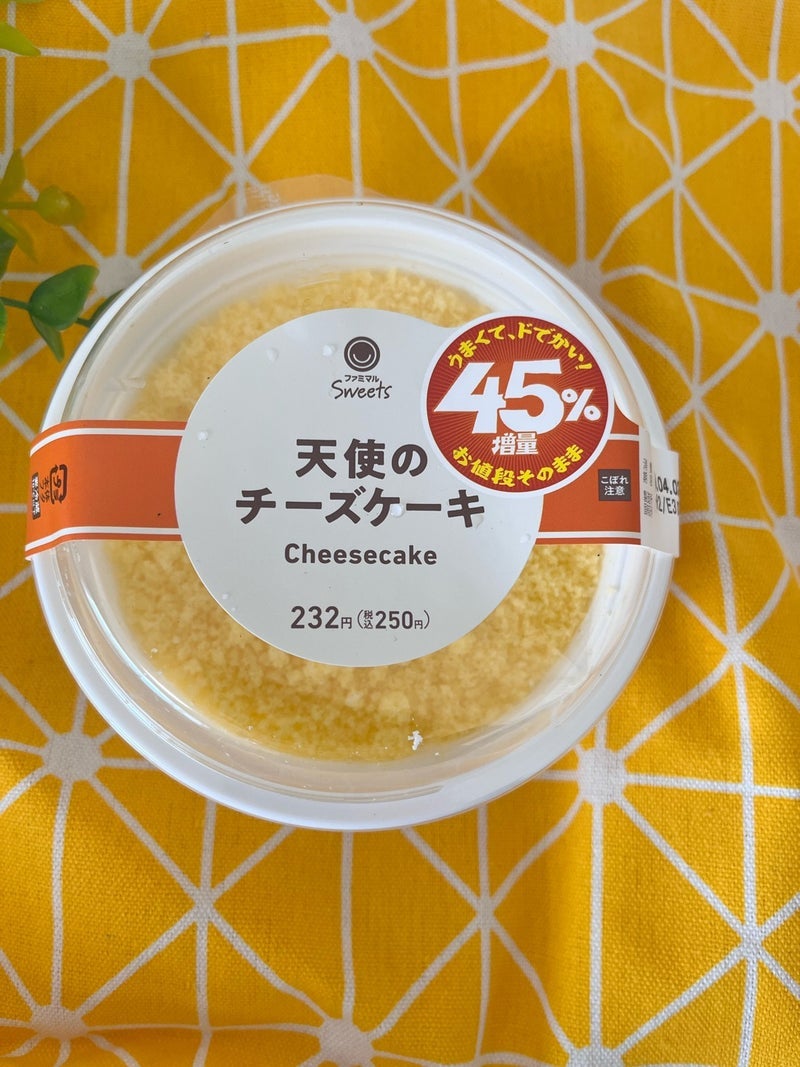 ファミマル
Sweets
うまくて、ドでかい!
45%
増量
お値段そのまま
天使の
チーズケーキ
Cheesecake
232円(税込250円)
こぼれ
注意